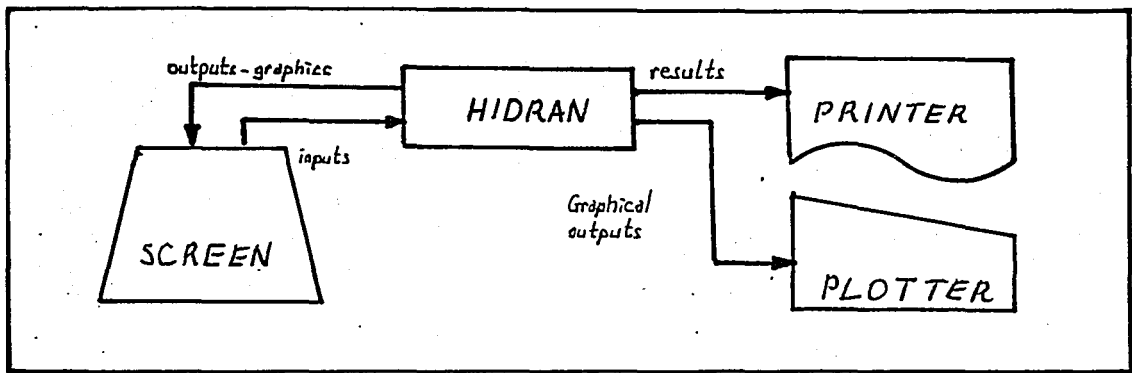 outputs-graphics
results
HIDRAN
PRINTER
inputs
Graphical
outputs
SCREEN
PLOTTER